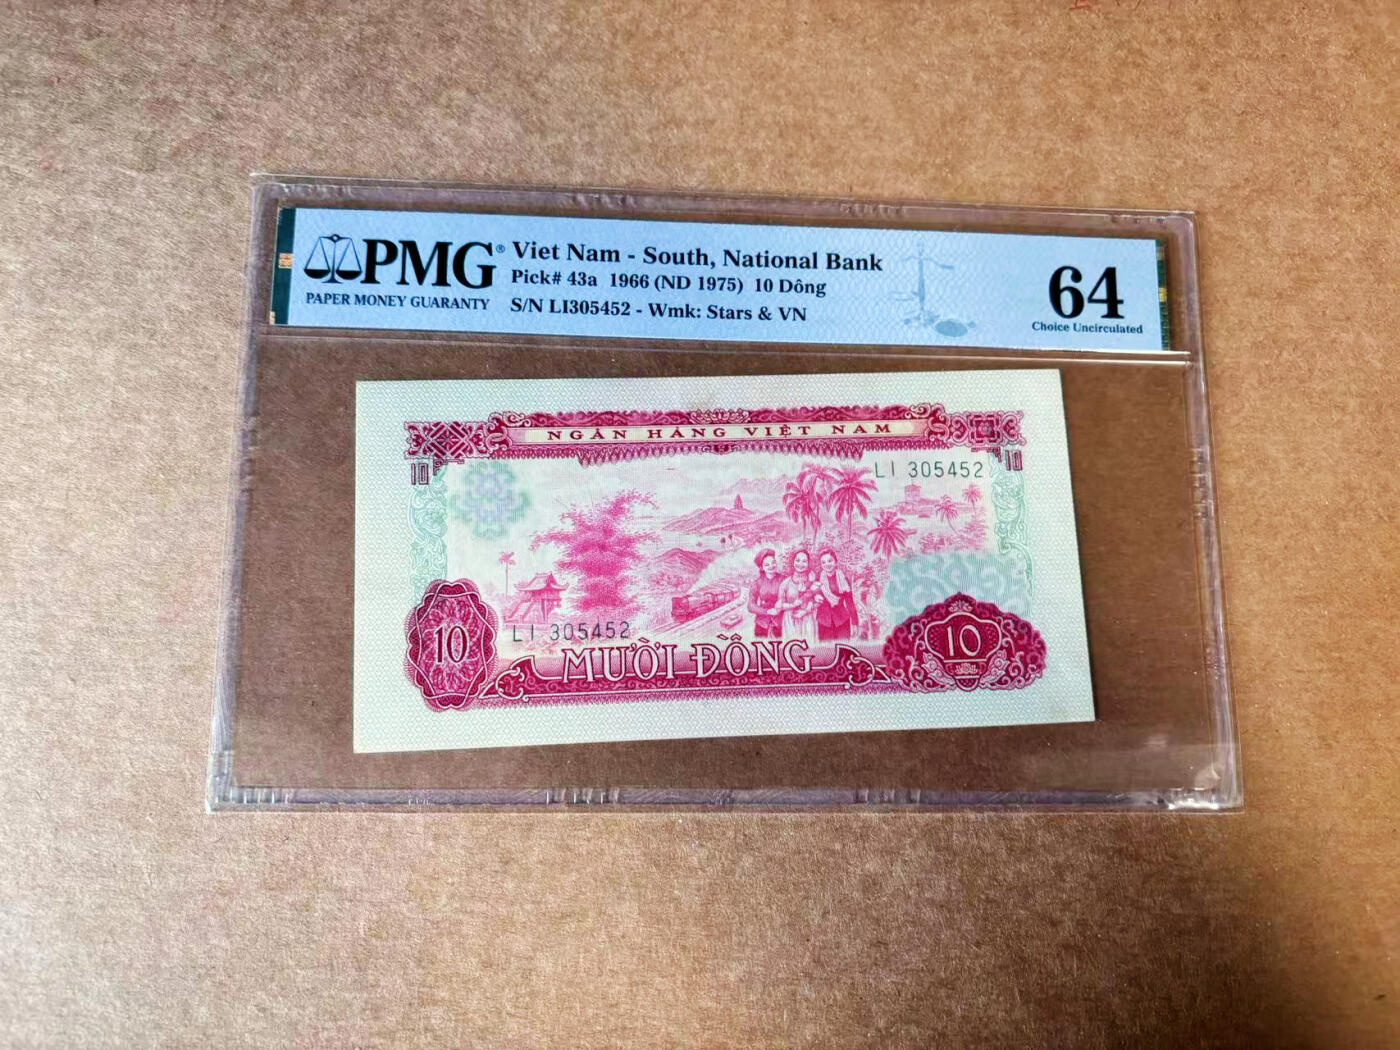 PMG®
PAPER MONEY GUARANTY
Viet Nam - South, National Bank
Pick# 43a 1966 (ND 1975) 10 Dông
S/N LI305452 - Wmk: Stars & VN
64
Choice Uncirculated
NGÂN HÀNG VIỆT NAM
10
10
LI 305452
LI 305452
10
MƯỜI ĐỒNG
10